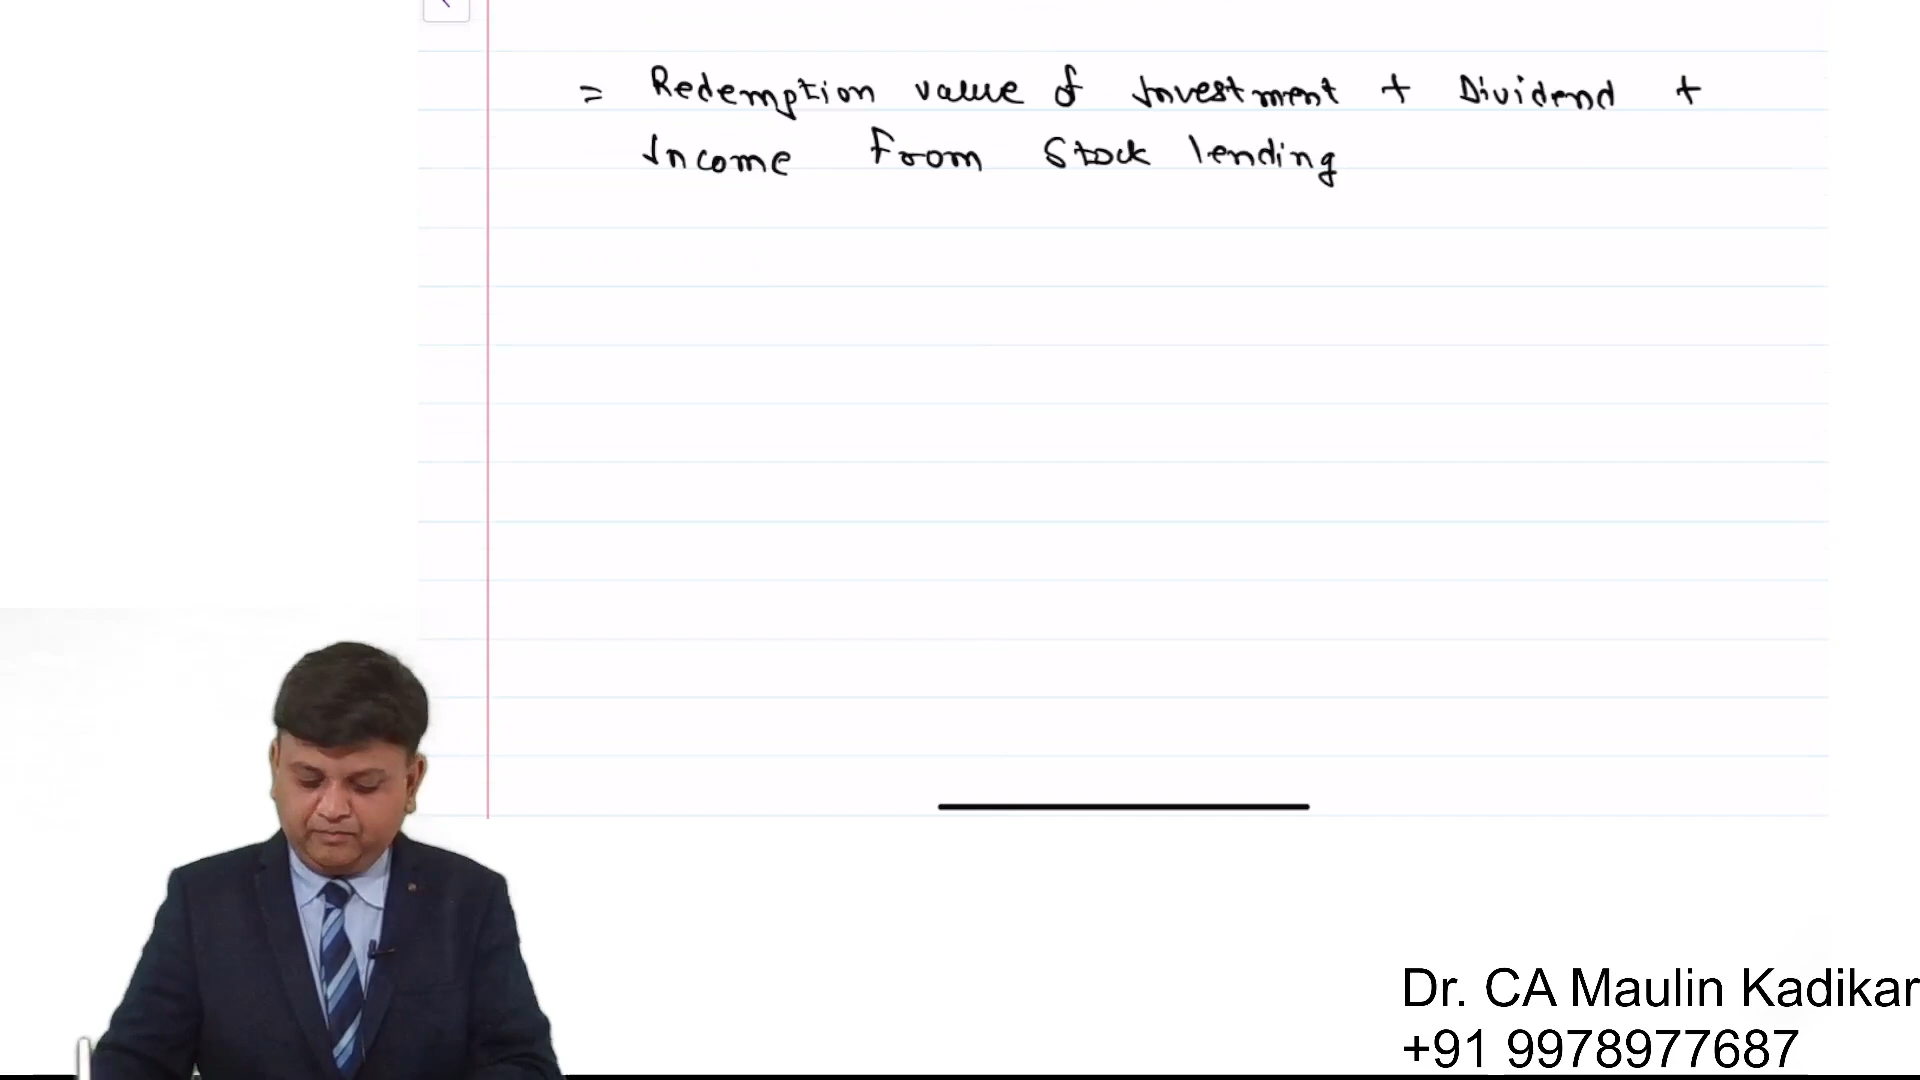 = Redemption value of Investment + Dividend +
Income From Stock lending
Dr. CA Maulin Kadikar
+91 9978977687